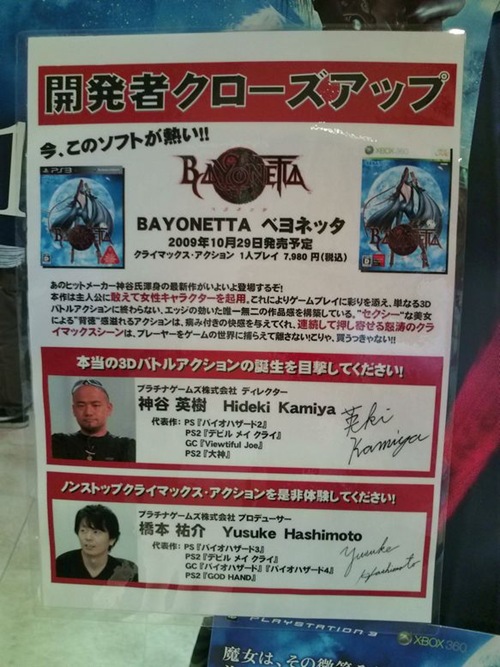 開発者クローズアップ
今、このソフトが熱い!!
PS3
BAYONETTA
ベヨネッタ
XBOX 360
BAYONETTA ベヨネッタ
2009年10月29日発売予定
クライマックス・アクション 1人プレイ 7,980円(税込)
あのヒットメーカー神谷氏渾身の最新作がいよいよ登場するぞ!
本作は主人公に敢えて女性キャラクターを起用。これによりゲームプレイに彩りを添え、単なる3D
バトルアクションに終わらない、エッジの効いた唯一無二の作品感を構築している。"セクシー"な美女
による"背徳"感溢れるアクションは、病み付きの快感を与えてくれ、連続して押し寄せる怒涛のクラ
イマックスシーンは、プレーヤーをゲームの世界に捕らえて離さない!こりゃ、買うっきゃない!!
本当の3Dバトルアクションの誕生を目撃してください!
プラチナゲームズ株式会社 ディレクター
神谷 英樹 Hideki Kamiya
代表作: PS『バイオハザード2』
PS2『デビル メイ クライ』
GC『Viewtiful Joe』
PS2『大神』
英樹
Kamiya
ノンストップクライマックス・アクションを是非体験してください!
プラチナゲームズ株式会社 プロデューサー
橋本 祐介 Yusuke Hashimoto
代表作: PS『バイオハザード3』
PS2『デビル メイ クライ』
GC『バイオハザード』『バイオハザード4』
PS2『GOD HAND』
Yusuke
Hashimoto
PLAYSTATION 3
XBOX 360
魔女は、その微笑